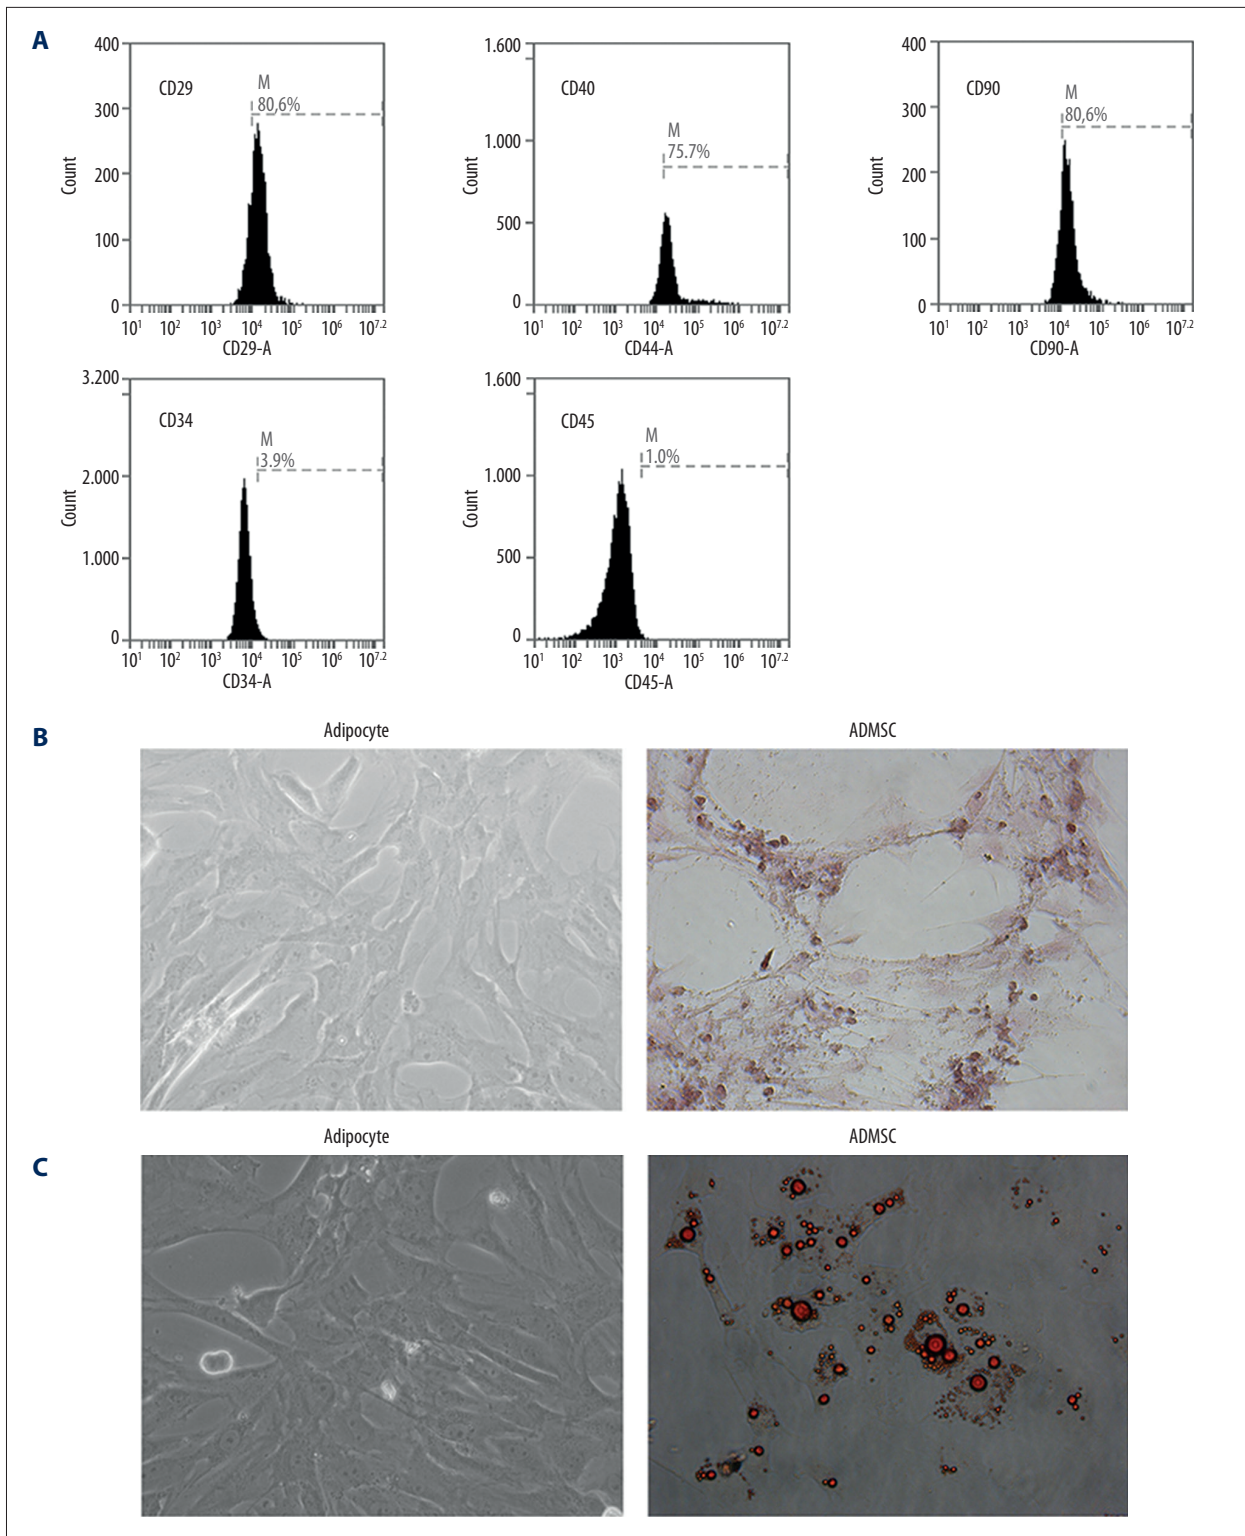 A
400
300
200
100
0
Count
CD29
M
80,6%
10¹ 10² 10³ 10⁴ 10⁵ 10⁶ 10⁷·²
CD29-A
1.600
1.000
500
0
Count
CD40
M
75.7%
10¹ 10² 10³ 10⁴ 10⁵ 10⁶ 10⁷·²
CD44-A
400
300
200
100
0
Count
CD90
M
80,6%
10¹ 10² 10³ 10⁴ 10⁵ 10⁶ 10⁷·²
CD90-A
3.200
2.000
1.000
0
Count
CD34
M
3.9%
10¹ 10² 10³ 10⁴ 10⁵ 10⁶ 10⁷·²
CD34-A
1.600
1.000
500
0
Count
CD45
M
1.0%
10¹ 10² 10³ 10⁴ 10⁵ 10⁶ 10⁷·²
CD45-A
B
Adipocyte
ADMSC
C
Adipocyte
ADMSC